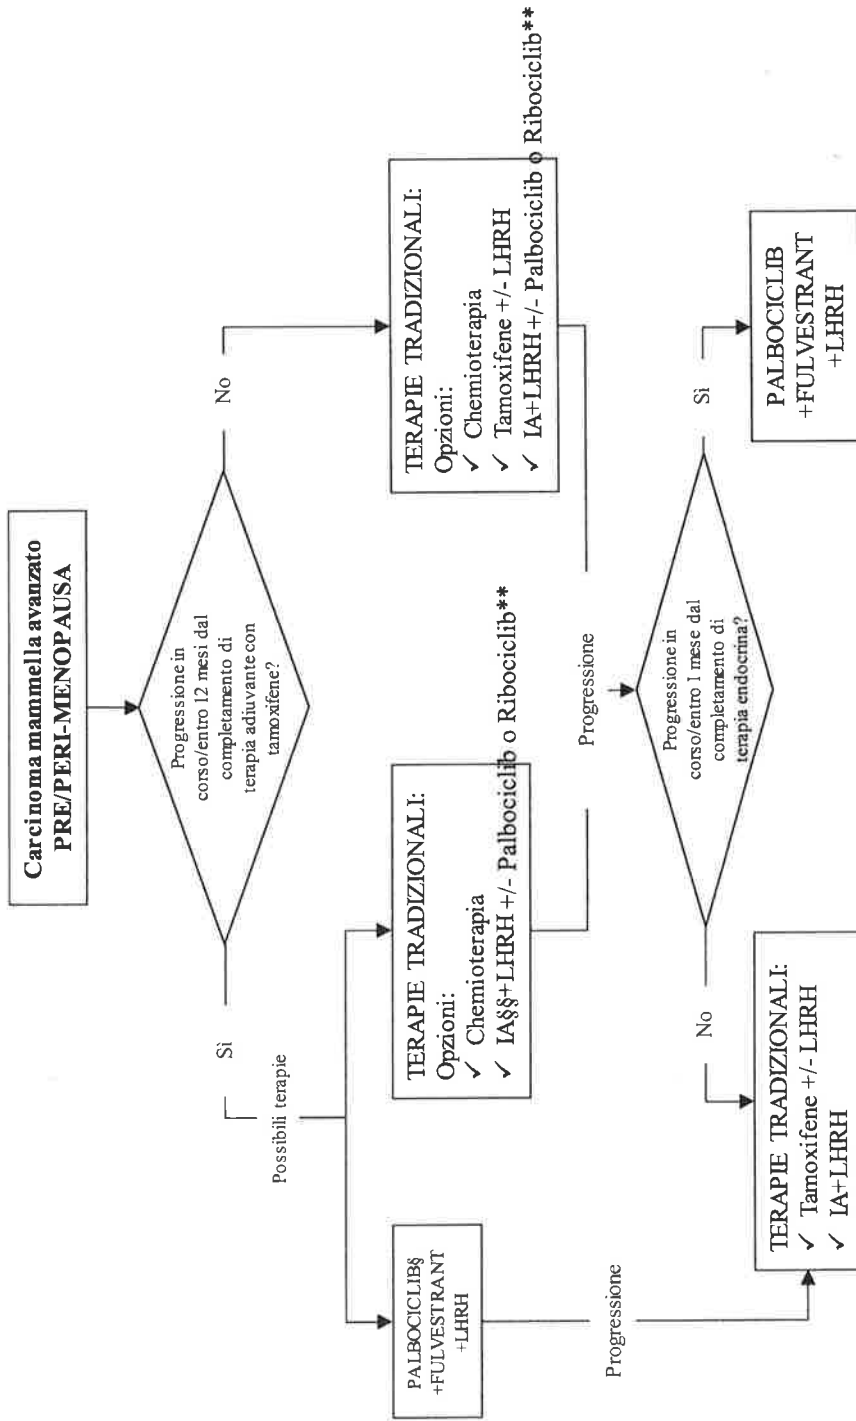 Carcinoma mammella avanzato
PRE/PERI-MENOPAUSA
Progressione in
corso/entro 12 mesi dal
completamento di
terapia adiuvante con
tamoxifene?
Sì
No
Possibili terapie
PALBOCICLIB§
+FULVESTRANT
+LHRH
TERAPIE TRADIZIONALI:
Opzioni:
✓ Chemioterapia
✓ IA§§+LHRH +/- Palbociclib o Ribociclib**
TERAPIE TRADIZIONALI:
Opzioni:
✓ Chemioterapia
✓ Tamoxifene +/- LHRH
✓ IA+LHRH +/- Palbociclib o Ribociclib**
Progressione
Progressione
Progressione in
corso/entro 1 mese dal
completamento di
terapia endocrina?
No
Sì
TERAPIE TRADIZIONALI:
✓ Tamoxifene +/- LHRH
✓ IA+LHRH
PALBOCICLIB
+FULVESTRANT
+LHRH